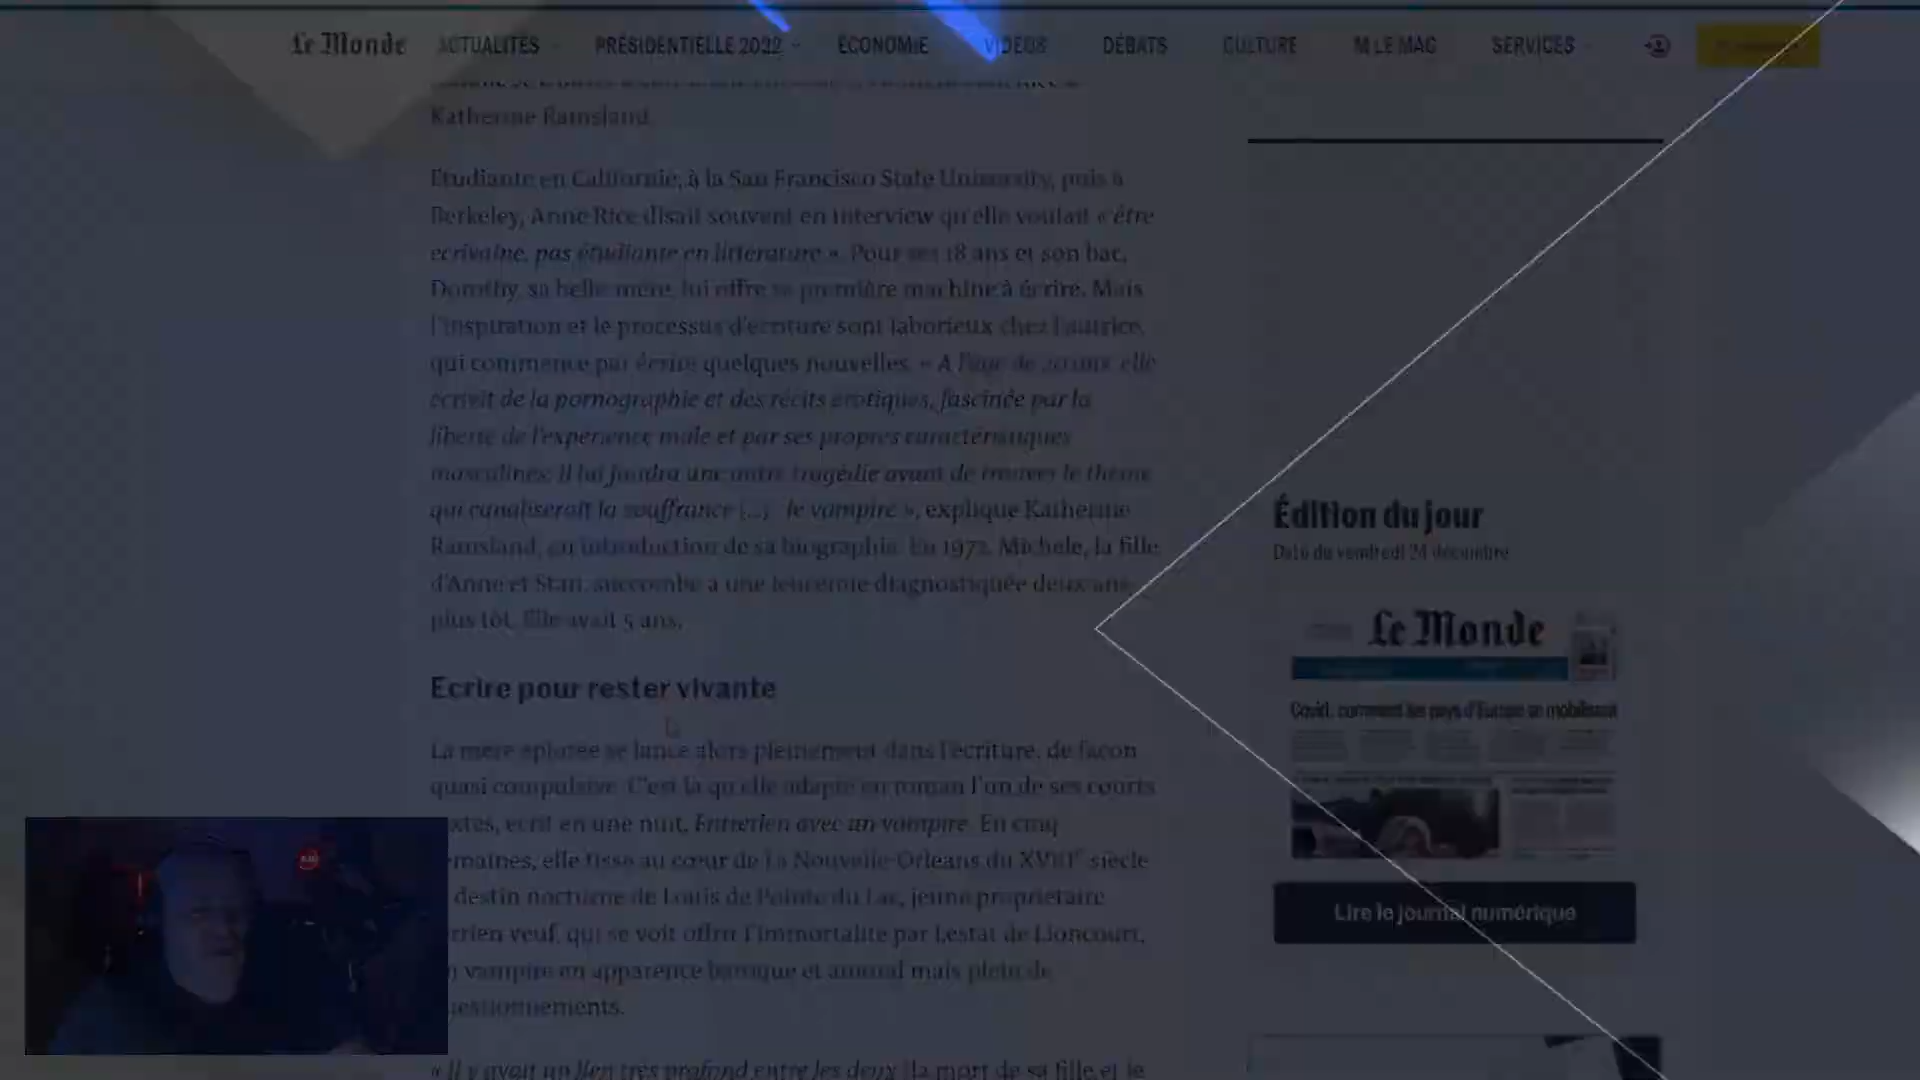 Le Monde
ACTUALITÉS
PRÉSIDENTIELLE 2022
ÉCONOMIE
VIDÉOS
DÉBATS
CULTURE
M LE MAG
SERVICES
Katherine Ramsland.
Etudiante en Californie, à la San Francisco State University, puis à
Berkeley, Anne Rice disait souvent en interview qu'elle voulait « être
écrivaine, pas étudiante en littérature ». Pour ses 18 ans et son bac,
Dorothy, sa belle-mère, lui offre sa première machine à écrire. Mais
l'inspiration et le processus d'écriture sont laborieux chez l'autrice,
qui commence par écrire quelques nouvelles. « A l'âge de 20 ans, elle
écrivit de la pornographie et des récits érotiques, fascinée par la
liberté de l'expérience mâle et par ses propres caractéristiques
masculines. Il lui faudra une autre tragédie avant de trouver le thème
qui canaliserait la souffrance (…) : le vampire », explique Katherine
Ramsland, en introduction de sa biographie. En 1972, Michele, la fille
d'Anne et Stan, succombe à une leucémie diagnostiquée deux ans
plus tôt. Elle avait 5 ans.
Ecrire pour rester vivante
La mère éplorée se lance alors pleinement dans l'écriture, de façon
quasi compulsive. C'est là qu'elle adapte en roman l'un de ses courts
textes, écrit en une nuit, Entretien avec un vampire. En cinq
semaines, elle tisse au cœur de La Nouvelle-Orléans du XVIIIe siècle
destin nocturne de Louis de Pointe du Lac, jeune propriétaire
terrien veuf, qui se voit offrir l'immortalité par Lestat de Lioncourt,
vampire en apparence baroque et animal mais plein de
questionnements.
« Il y avait un lien très profond entre les deux [la mort de sa fille et le
Édition du jour
Daté du vendredi 24 décembre
Le Monde
Covid : comment les pays d'Europe se mobilisent
Lire le journal numérique